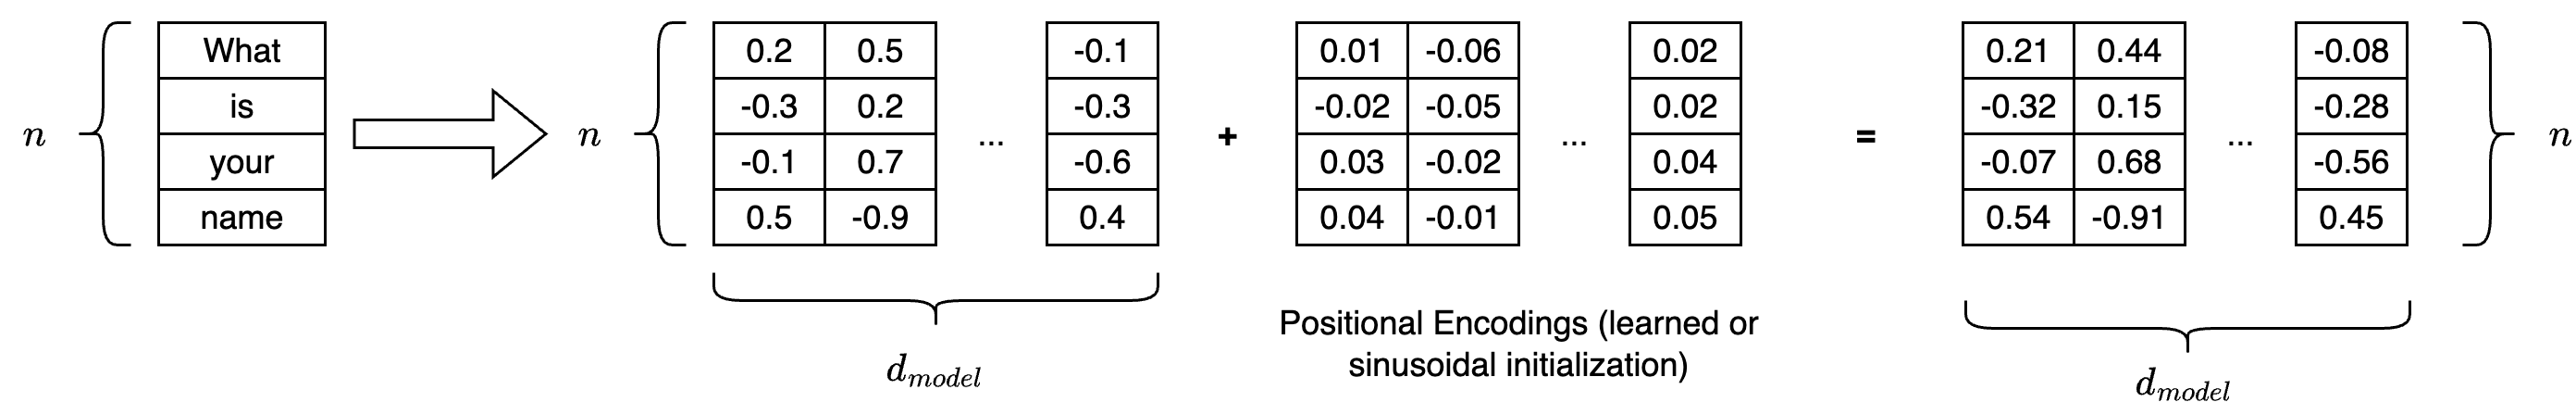 n
What
is
your
name
n
0.2 0.5 ... -0.1
-0.3 0.2 -0.3
-0.1 0.7 -0.6
0.5 -0.9 0.4
d_model
+
0.01 -0.06 ... 0.02
-0.02 -0.05 0.02
0.03 -0.02 0.04
0.04 -0.01 0.05
Positional Encodings (learned or
sinusoidal initialization)
=
0.21 0.44 ... -0.08
-0.32 0.15 -0.28
-0.07 0.68 -0.56
0.54 -0.91 0.45
n
d_model